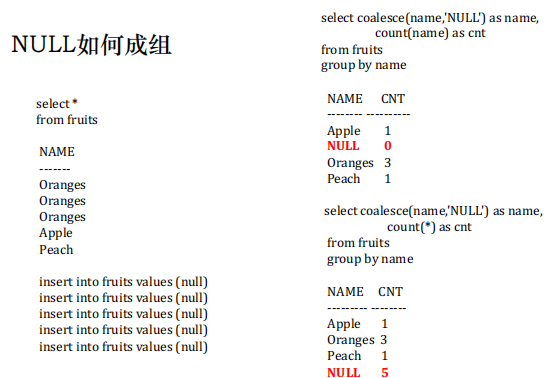 NULL如何成组
select *
from fruits
NAME
-------
Oranges
Oranges
Oranges
Apple
Peach
insert into fruits values (null)
insert into fruits values (null)
insert into fruits values (null)
insert into fruits values (null)
insert into fruits values (null)
select coalesce(name,'NULL') as name,
count(name) as cnt
from fruits
group by name
NAME CNT
-------- ----------
Apple 1
NULL 0
Oranges 3
Peach 1
select coalesce(name,'NULL') as name,
count(*) as cnt
from fruits
group by name
NAME CNT
--------- --------
Apple 1
Oranges 3
Peach 1
NULL 5